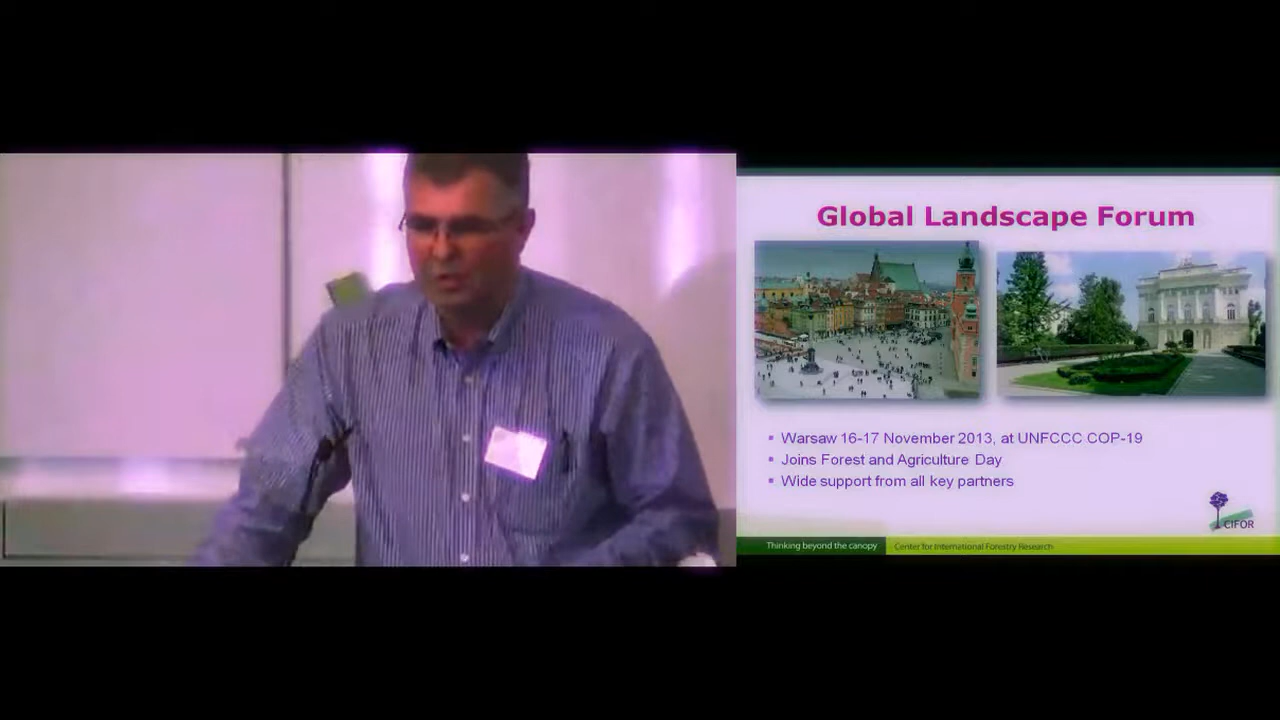 Global Landscape Forum
Warsaw 16-17 November 2013, at UNFCCC COP-19
Joins Forest and Agriculture Day
Wide support from all key partners
CIFOR
Thinking beyond the canopy
Center for International Forestry Research